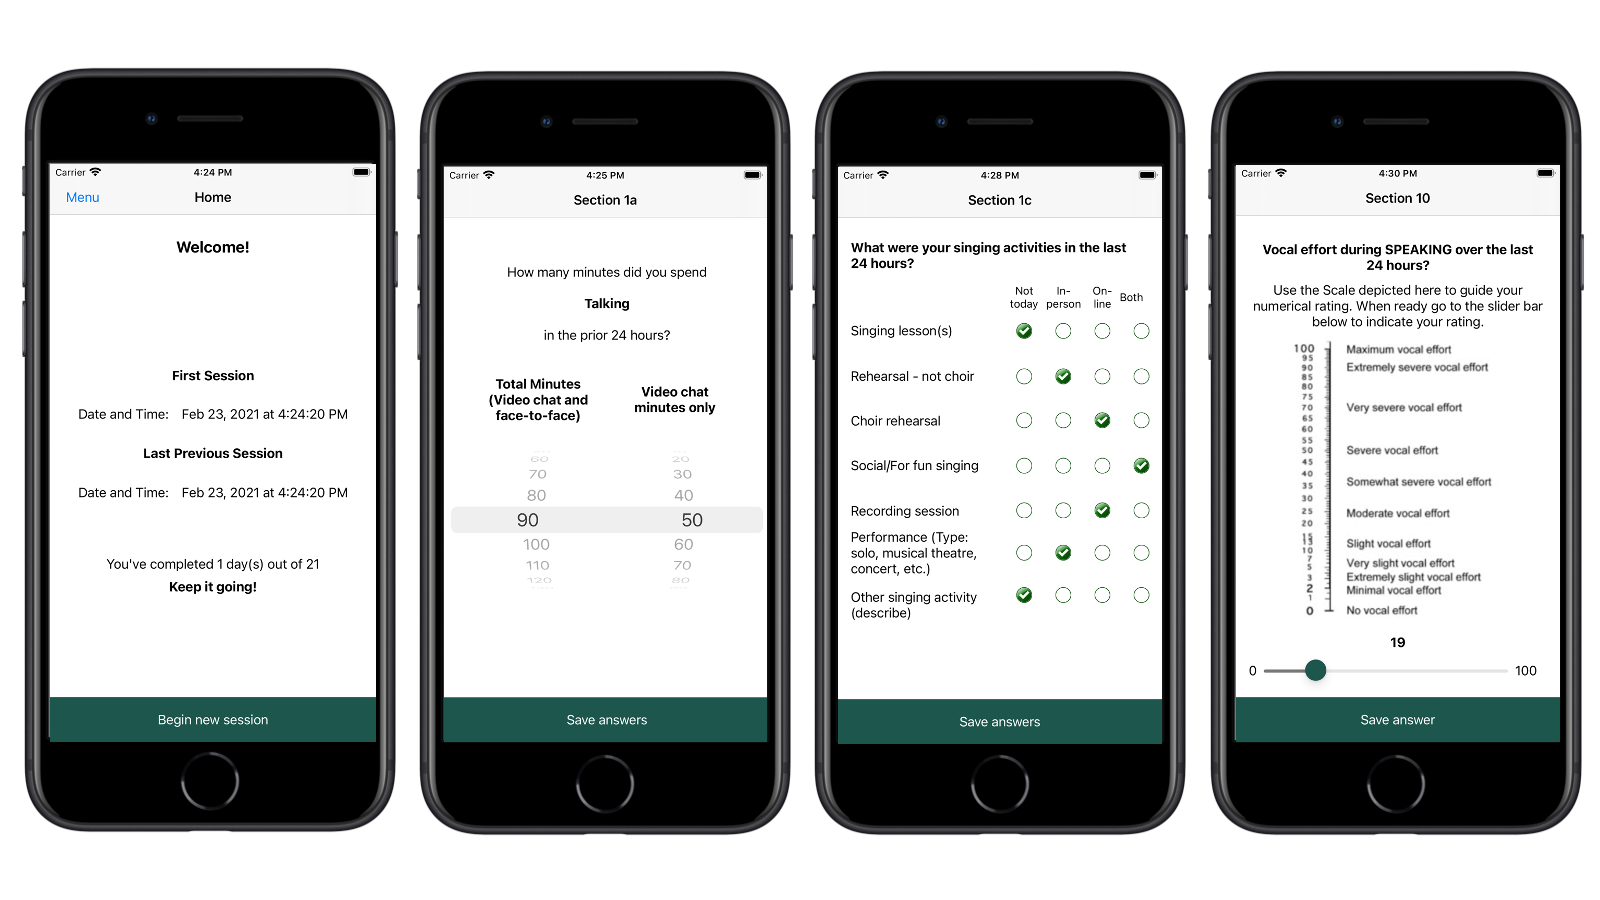 Carrier
4:24 PM
Menu
Home
Welcome!
First Session
Date and Time: Feb 23, 2021 at 4:24:20 PM
Last Previous Session
Date and Time: Feb 23, 2021 at 4:24:20 PM
You've completed 1 day(s) out of 21
Keep it going!
Begin new session
Carrier
4:25 PM
Section 1a
How many minutes did you spend
Talking
in the prior 24 hours?
Total Minutes
(Video chat and
face-to-face)
Video chat
minutes only
60 20
70 30
80 40
90 50
100 60
110 70
120 80
Save answers
Carrier
4:28 PM
Section 1c
What were your singing activities in the last
24 hours?
Not
today
In-
person
On-
line
Both
Singing lesson(s)
Rehearsal - not choir
Choir rehearsal
Social/For fun singing
Recording session
Performance (Type:
solo, musical theatre,
concert, etc.)
Other singing activity
(describe)
Save answers
Carrier
4:30 PM
Section 10
Vocal effort during SPEAKING over the last
24 hours?
Use the Scale depicted here to guide your
numerical rating. When ready go to the slider bar
below to indicate your rating.
100 Maximum vocal effort
95
90 Extremely severe vocal effort
85
80
75
70 Very severe vocal effort
65
60
55
50 Severe vocal effort
45
40
35 Somewhat severe vocal effort
30
25 Moderate vocal effort
20
15
13 Slight vocal effort
10
7 Very slight vocal effort
5
3 Extremely slight vocal effort
2 Minimal vocal effort
1
0 No vocal effort
19
0 100
Save answer